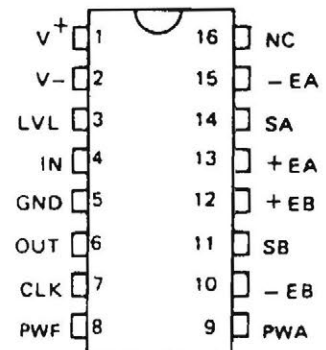 V+ 1 16 NC
V- 2 15 - EA
LVL 3 14 SA
IN 4 13 + EA
GND 5 12 + EB
OUT 6 11 SB
CLK 7 10 - EB
PWF 8 9 PWA